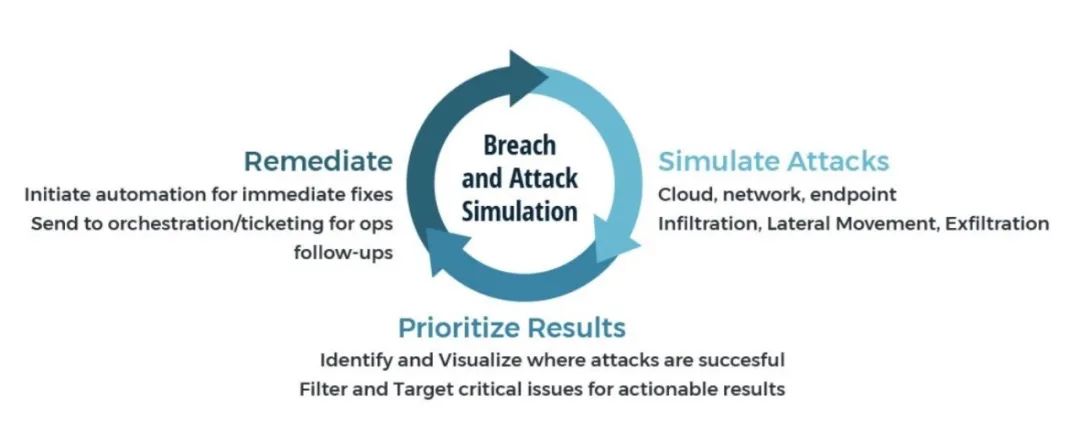 Breach
and Attack
Simulation
Simulate Attacks
Cloud, network, endpoint
Infiltration, Lateral Movement, Exfiltration
Prioritize Results
Identify and Visualize where attacks are succesful
Filter and Target critical issues for actionable results
Remediate
Initiate automation for immediate fixes
Send to orchestration/ticketing for ops
follow-ups